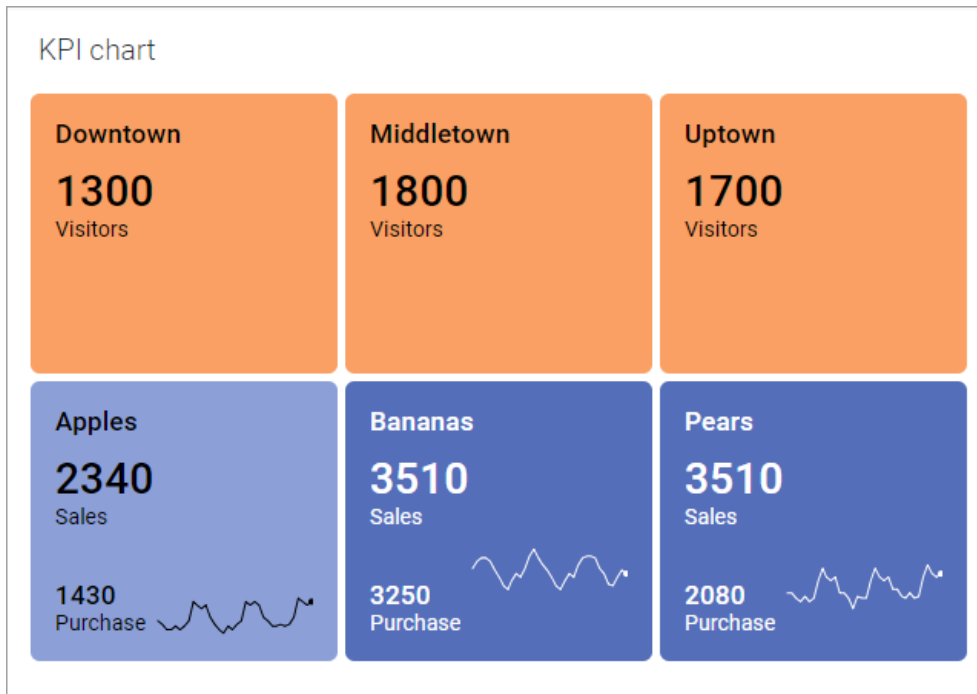 KPI chart
Downtown
1300
Visitors
Middletown
1800
Visitors
Uptown
1700
Visitors
Apples
2340
Sales
1430
Purchase
Bananas
3510
Sales
3250
Purchase
Pears
3510
Sales
2080
Purchase